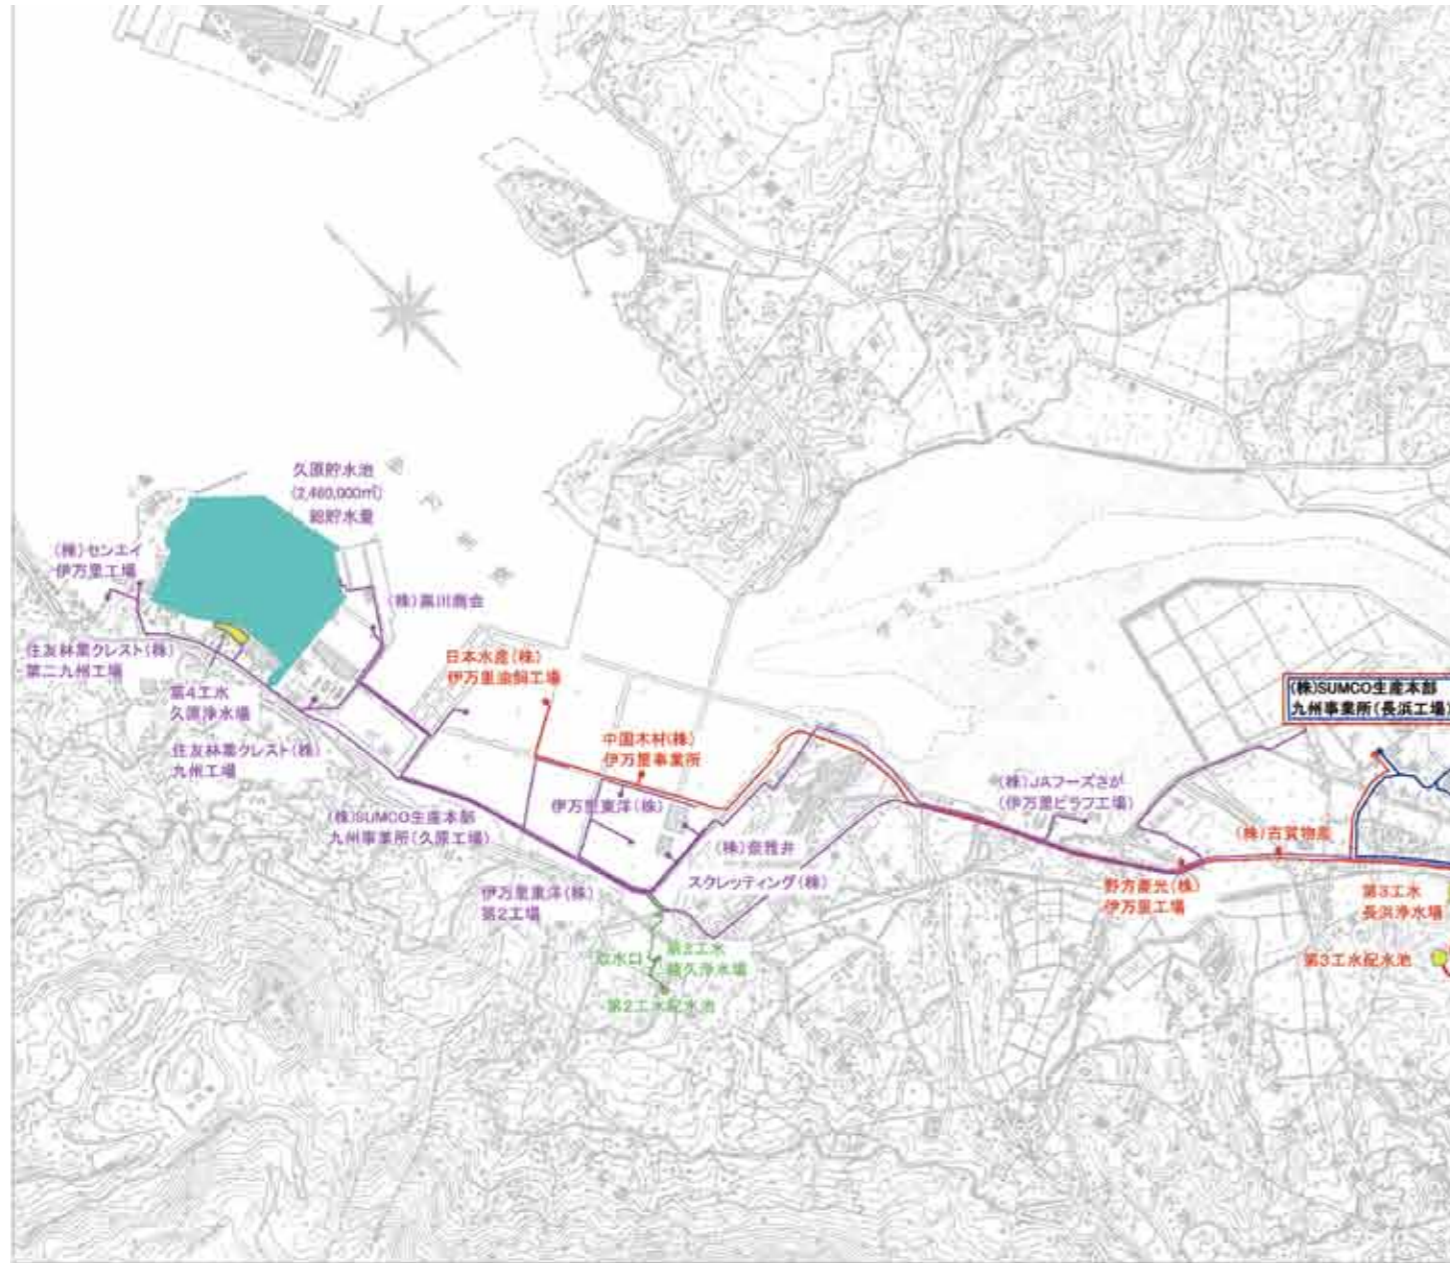 久原貯水池
(2,460,000㎥)
総貯水量
(株)センエイ
伊万里工場
(株)黒川商会
住友林業クレスト(株)
第二九州工場
第4工水
久原浄水場
住友林業クレスト(株)
九州工場
日本水産(株)
伊万里油飼工場
中国木材(株)
伊万里事業所
伊万里東洋(株)
(株)SUMCO生産本部
九州事業所(久原工場)
伊万里東洋(株)
第2工場
スクレッティング(株)
取水口
第2工水
第2工水配水池
(株)JAフーズさが
(伊万里ピラフ工場)
(株)SUMCO生産本部
九州事業所(長浜工場)
(株)古賀物産
野方菱光(株)
伊万里工場
第3工水
長浜浄水場
第3工水配水池